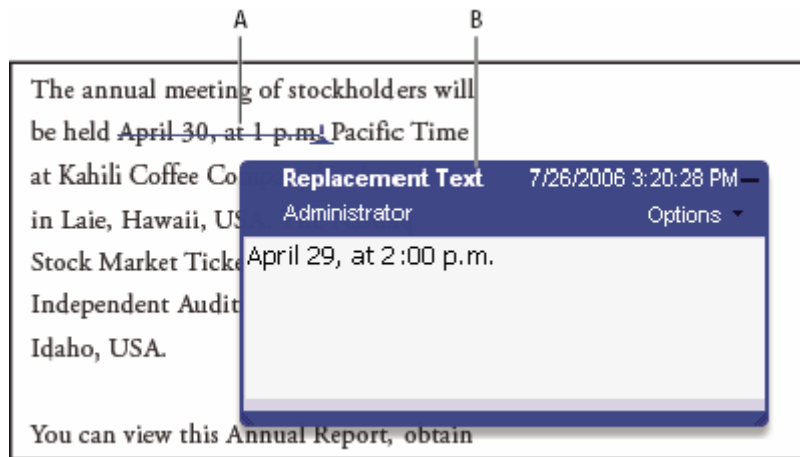 A B
The annual meeting of stockholders will
be held April 30, at 1 p.m. Pacific Time
at Kahili Coffee Co
in Laie, Hawaii, US
Stock Market Ticke
Independent Audit
Idaho, USA.
Replacement Text 7/26/2006 3:20:28 PM
Administrator Options
April 29, at 2:00 p.m.
You can view this Annual Report, obtain